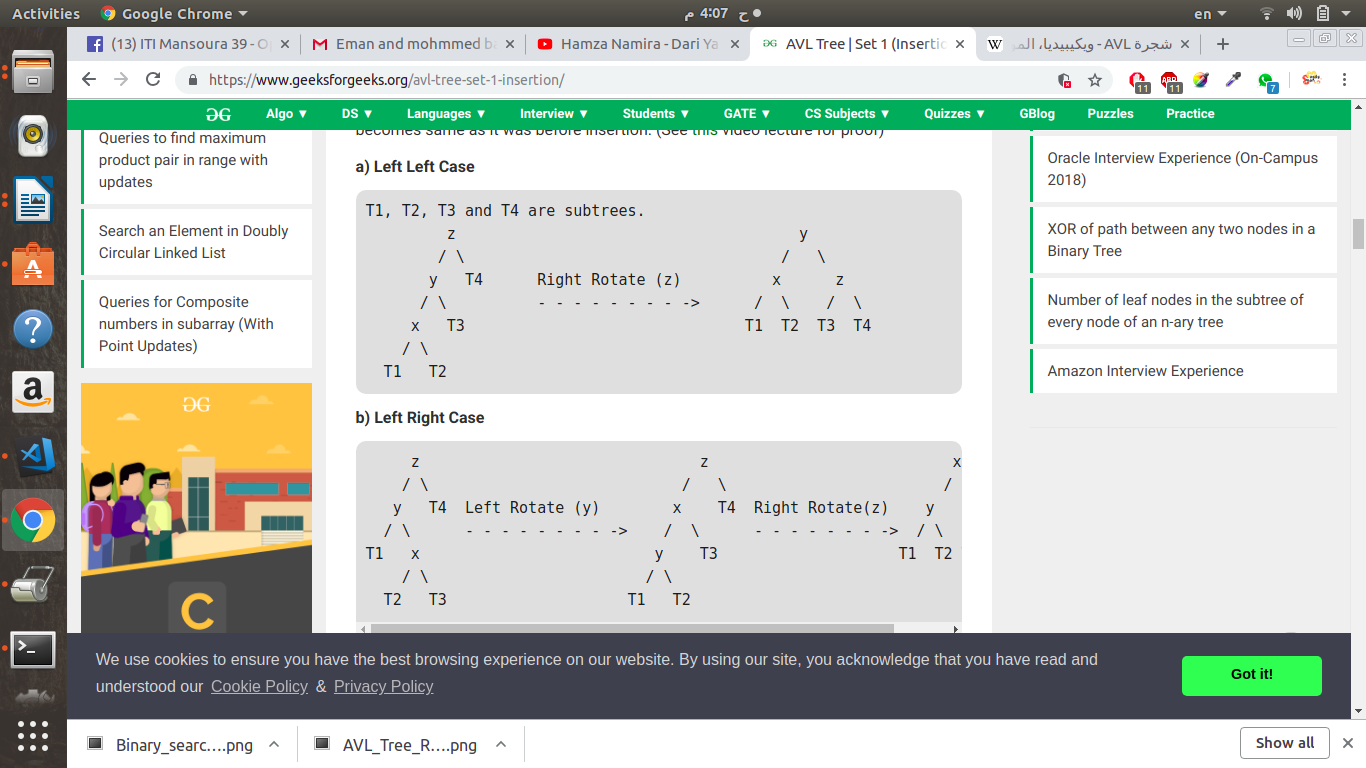 Activities Google Chrome ح 4:07 م en
(13) ITI Mansoura 39 - O Eman and mohmmed ba Hamza Namira - Dari Ya AVL Tree | Set 1 (Insertio شجرة AVL - ويكيبيديا، المو
https://www.geeksforgeeks.org/avl-tree-set-1-insertion/ 11 11 7
GG Algo ▼ DS ▼ Languages ▼ Interview ▼ Students ▼ GATE ▼ CS Subjects ▼ Quizzes ▼ GBlog Puzzles Practice
Queries to find maximum
product pair in range with
updates
Search an Element in Doubly
Circular Linked List
Queries for Composite
numbers in subarray (With
Point Updates)
GG
C
becomes same as it was before insertion. (See this video lecture for proof)
a) Left Left Case
T1, T2, T3 and T4 are subtrees.
z y
/ \ / \
y T4 Right Rotate (z) x z
/ \ - - - - - - - - -> / \ / \
x T3 T1 T2 T3 T4
/ \
T1 T2
b) Left Right Case
z z x
/ \ / \ /
y T4 Left Rotate (y) x T4 Right Rotate(z) y
/ \ - - - - - - - - -> / \ - - - - - - - -> / \
T1 x y T3 T1 T2
/ \ / \
T2 T3 T1 T2
Oracle Interview Experience (On-Campus
2018)
XOR of path between any two nodes in a
Binary Tree
Number of leaf nodes in the subtree of
every node of an n-ary tree
Amazon Interview Experience
We use cookies to ensure you have the best browsing experience on our website. By using our site, you acknowledge that you have read and
understood our Cookie Policy & Privacy Policy
Got it!
Binary_searc....png AVL_Tree_R....png Show all